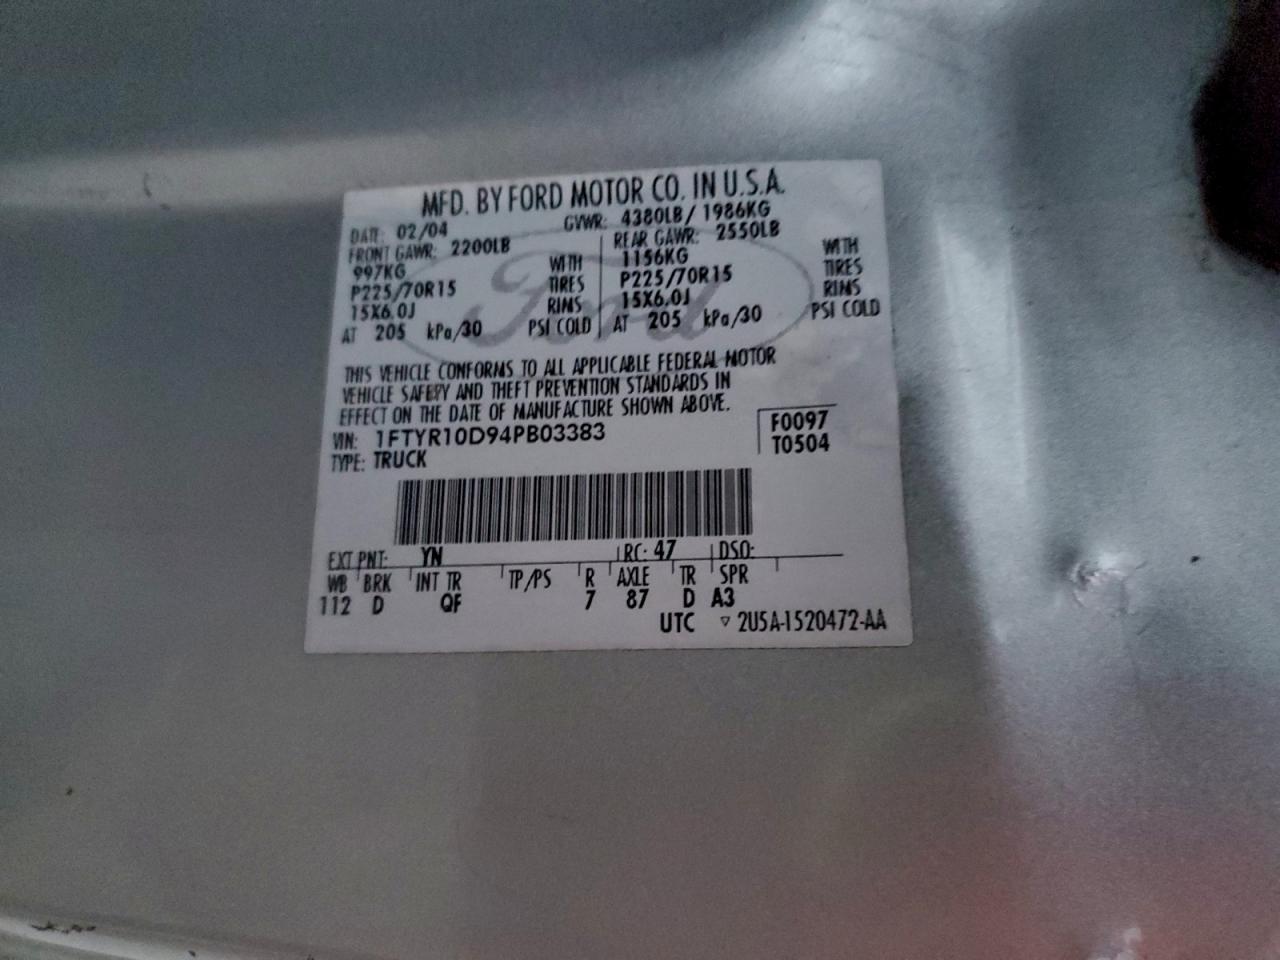 MFD. BY FORD MOTOR CO. IN U.S.A.
DATE: 02/04 GVWR: 4380LB/ 1986KG
FRONT GAWR: 2200LB REAR GAWR: 2550LB
997KG WITH 1156KG WITH
P225/70R15 TIRES P225/70R15 TIRES
15X6.0J RIMS 15X6.0J RIMS
AT 205 kPa/30 PSI COLD AT 205 kPa/30 PSI COLD
Ford
THIS VEHICLE CONFORMS TO ALL APPLICABLE FEDERAL MOTOR
VEHICLE SAFETY AND THEFT PREVENTION STANDARDS IN
EFFECT ON THE DATE OF MANUFACTURE SHOWN ABOVE.
VIN: 1FTYR10D94PB03383 F0097
TYPE: TRUCK T0504
EXT PNT: YN RC: 47 DSO:
WB BRK INT TR TP/PS R AXLE TR SPR
112 D QF 7 87 D A3
UTC ▽ 2U5A-1520472-AA